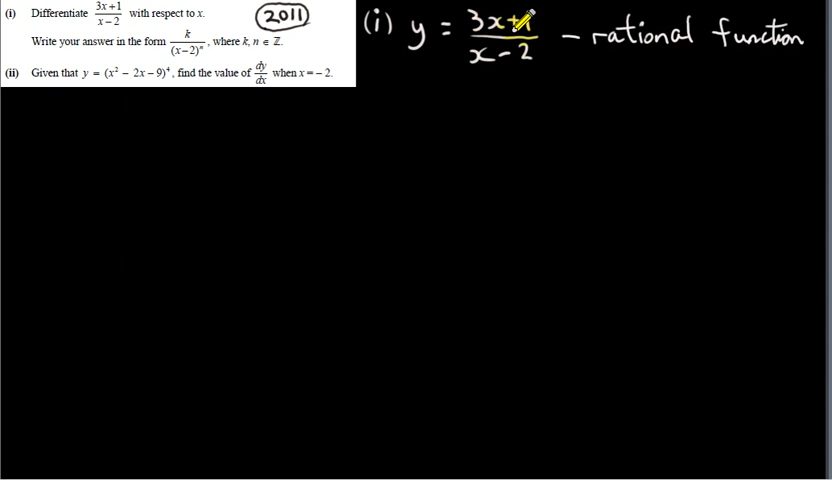 (i) Differentiate (3x+1)/(x−2) with respect to x.
Write your answer in the form k/(x−2)ⁿ, where k, n ∈ ℤ.
(ii) Given that y = (x² − 2x − 9)⁴, find the value of dy/dx when x = − 2.
2011
(i) y = (3x+1)/(x−2) – rational function